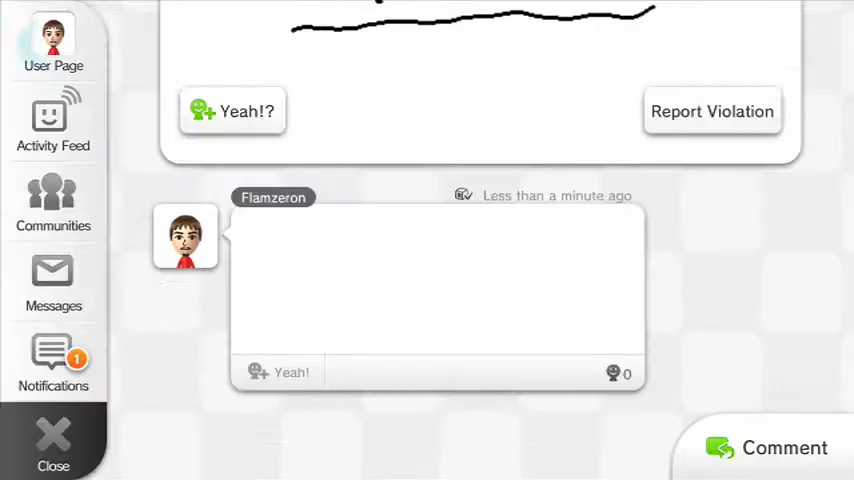 User Page
Yeah!?
Report Violation
Activity Feed
Flamzeron
Less than a minute ago
Communities
Messages
1
Notifications
Yeah!
0
Close
Comment